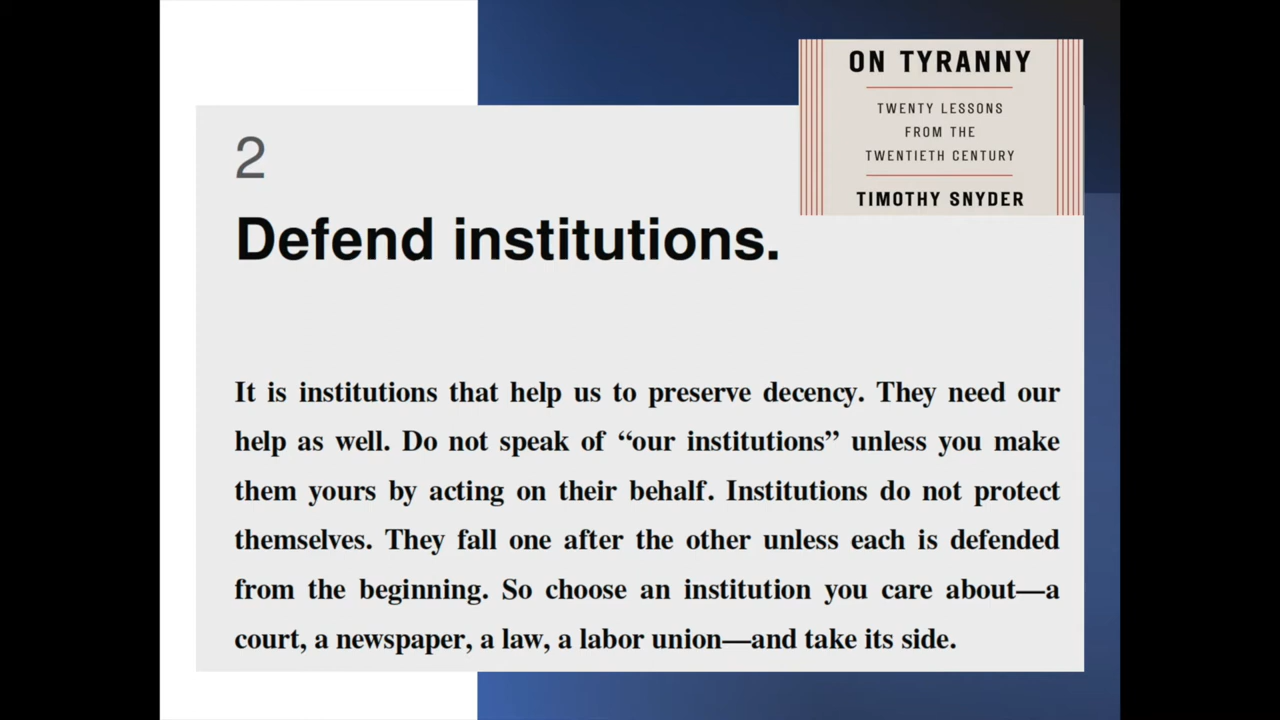 ON TYRANNY
TWENTY LESSONS
FROM THE
TWENTIETH CENTURY
TIMOTHY SNYDER
2
Defend institutions.
It is institutions that help us to preserve decency. They need our
help as well. Do not speak of “our institutions” unless you make
them yours by acting on their behalf. Institutions do not protect
themselves. They fall one after the other unless each is defended
from the beginning. So choose an institution you care about—a
court, a newspaper, a law, a labor union—and take its side.